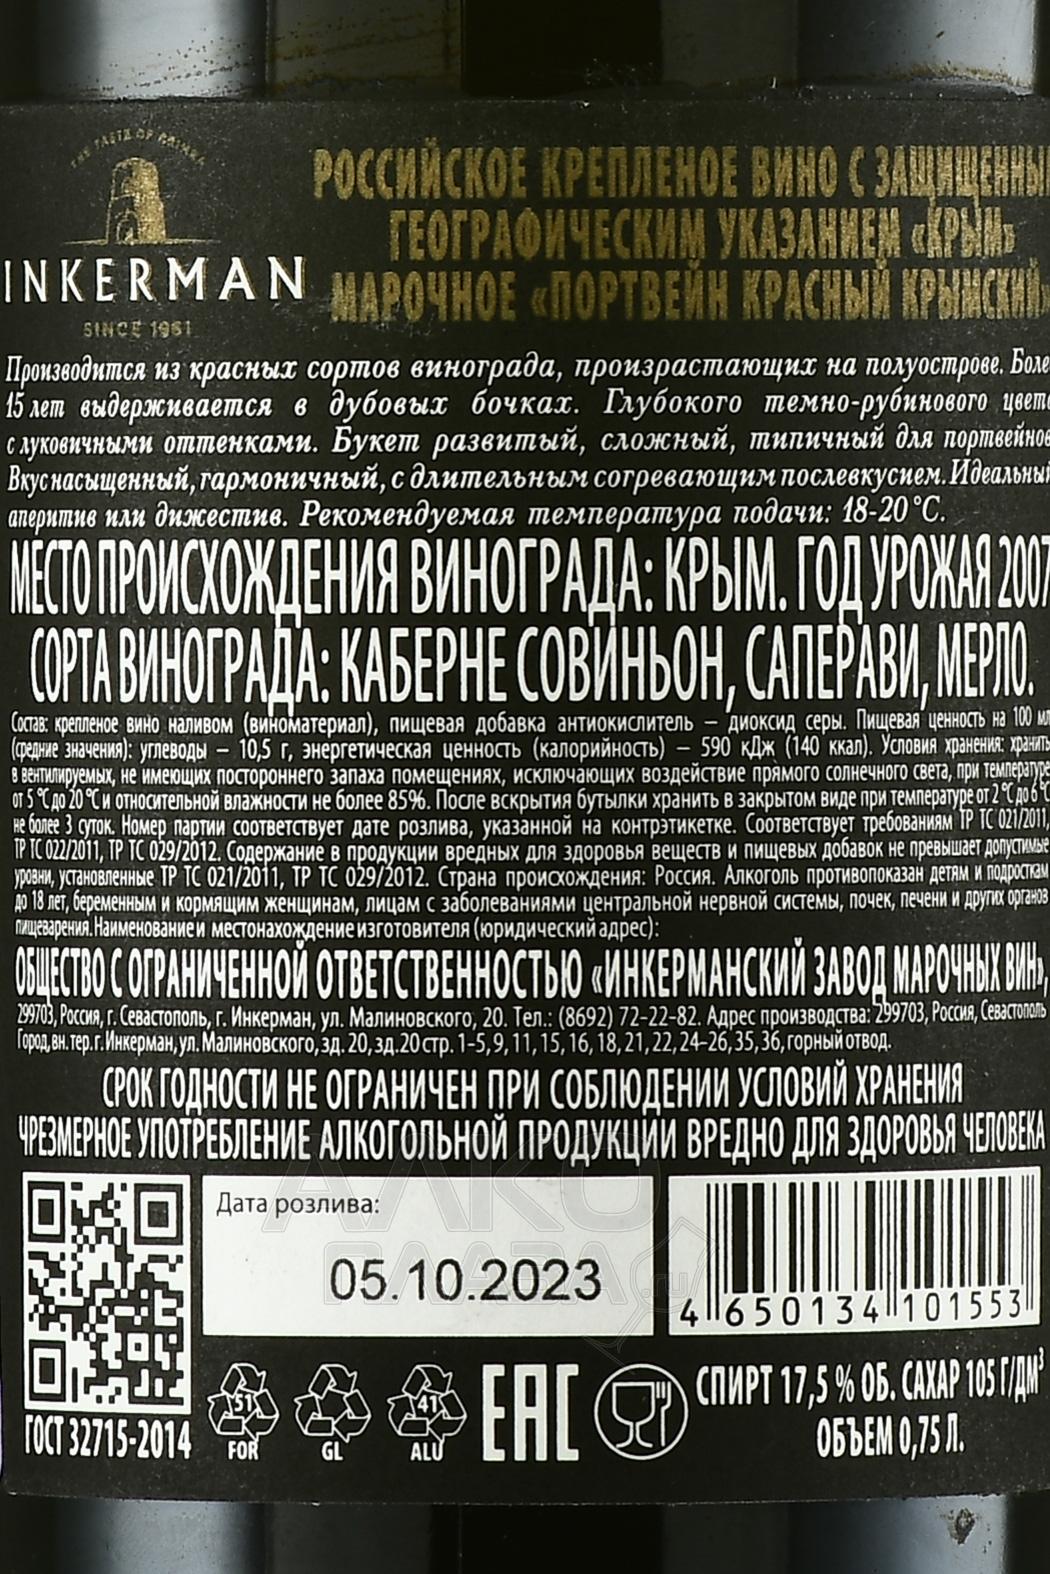 THE TASTE OF
INKERMAN
SINCE 1961
РОССИЙСКОЕ КРЕПЛЕНОЕ ВИНО С ЗАЩИЩЕННЫ
ГЕОГРАФИЧЕСКИМ УКАЗАНИЕМ «КРЫМ»
МАРОЧНОЕ «ПОРТВЕЙН КРАСНЫЙ КРЫМСКИЙ»
Производится из красных сортов винограда, произрастающих на полуострове. Боле
15 лет выдерживается в дубовых бочках. Глубокого темно-рубинового цвета
с луковичными оттенками. Букет развитый, сложный, типичный для портвейнов
Вкус насыщенный, гармоничный, с длительным согревающим послевкусием. Идеальный
аперитив или дижестив. Рекомендуемая температура подачи: 18-20 °С.
МЕСТО ПРОИСХОЖДЕНИЯ ВИНОГРАДА: КРЫМ. ГОД УРОЖАЯ 2007
СОРТА ВИНОГРАДА: КАБЕРНЕ СОВИНЬОН, САПЕРАВИ, МЕРЛО.
Состав: крепленое вино наливом (виноматериал), пищевая добавка антиокислитель – диоксид серы. Пищевая ценность на 100 мл
(средние значения): углеводы – 10,5 г, энергетическая ценность (калорийность) – 590 кДж (140 ккал). Условия хранения: хранить
в вентилируемых, не имеющих постороннего запаха помещениях, исключающих воздействие прямого солнечного света, при температуре
от 5 °С до 20 °С и относительной влажности не более 85%. После вскрытия бутылки хранить в закрытом виде при температуре от 2 °С до 6 °С
не более 3 суток. Номер партии соответствует дате розлива, указанной на контрэтикетке. Соответствует требованиям ТР ТС 021/2011,
ТР ТС 022/2011, ТР ТС 029/2012. Содержание в продукции вредных для здоровья веществ и пищевых добавок не превышает допустимые
уровни, установленные ТР ТС 021/2011, ТР ТС 029/2012. Страна происхождения: Россия. Алкоголь противопоказан детям и подросткам
до 18 лет, беременным и кормящим женщинам, лицам с заболеваниями центральной нервной системы, почек, печени и других органов
пищеварения. Наименование и местонахождение изготовителя (юридический адрес):
ОБЩЕСТВО С ОГРАНИЧЕННОЙ ОТВЕТСТВЕННОСТЬЮ «ИНКЕРМАНСКИЙ ЗАВОД МАРОЧНЫХ ВИН»,
299703, Россия, г. Севастополь, г. Инкерман, ул. Малиновского, 20. Тел.: (8692) 72-22-82. Адрес производства: 299703, Россия, Севастополь
Город, вн. тер. г. Инкерман, ул. Малиновского, зд. 20, зд. 20 стр. 1-5, 9, 11, 15, 16, 18, 21, 22, 24-26, 35, 36, горный отвод.
СРОК ГОДНОСТИ НЕ ОГРАНИЧЕН ПРИ СОБЛЮДЕНИИ УСЛОВИЙ ХРАНЕНИЯ
ЧРЕЗМЕРНОЕ УПОТРЕБЛЕНИЕ АЛКОГОЛЬНОЙ ПРОДУКЦИИ ВРЕДНО ДЛЯ ЗДОРОВЬЯ ЧЕЛОВЕКА
Дата розлива:
05.10.2023
4 650134 101553
АЛКО
ПЛАЗА.ru
ГОСТ 32715-2014
51
FOR
GL
41
ALU
ЕАС
СПИРТ 17,5 % ОБ. САХАР 105 Г/ДМ³
ОБЪЕМ 0,75 Л.